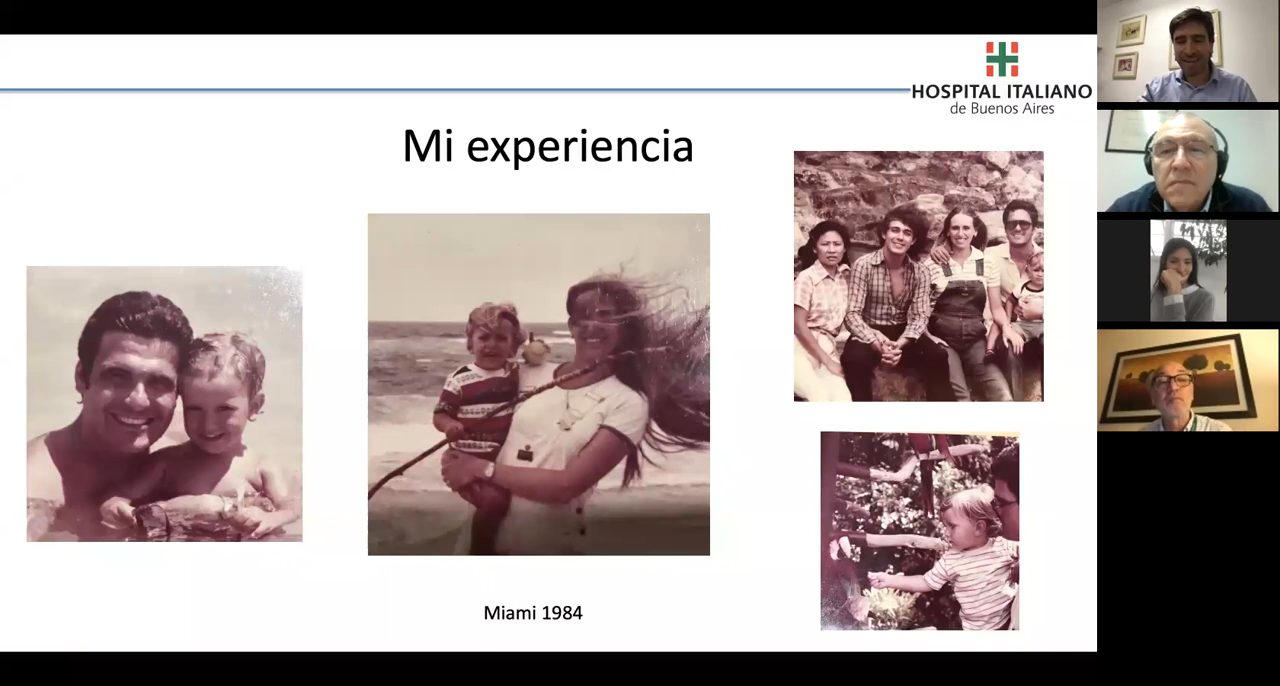 HOSPITAL ITALIANO
de Buenos Aires
Mi experiencia
Miami 1984